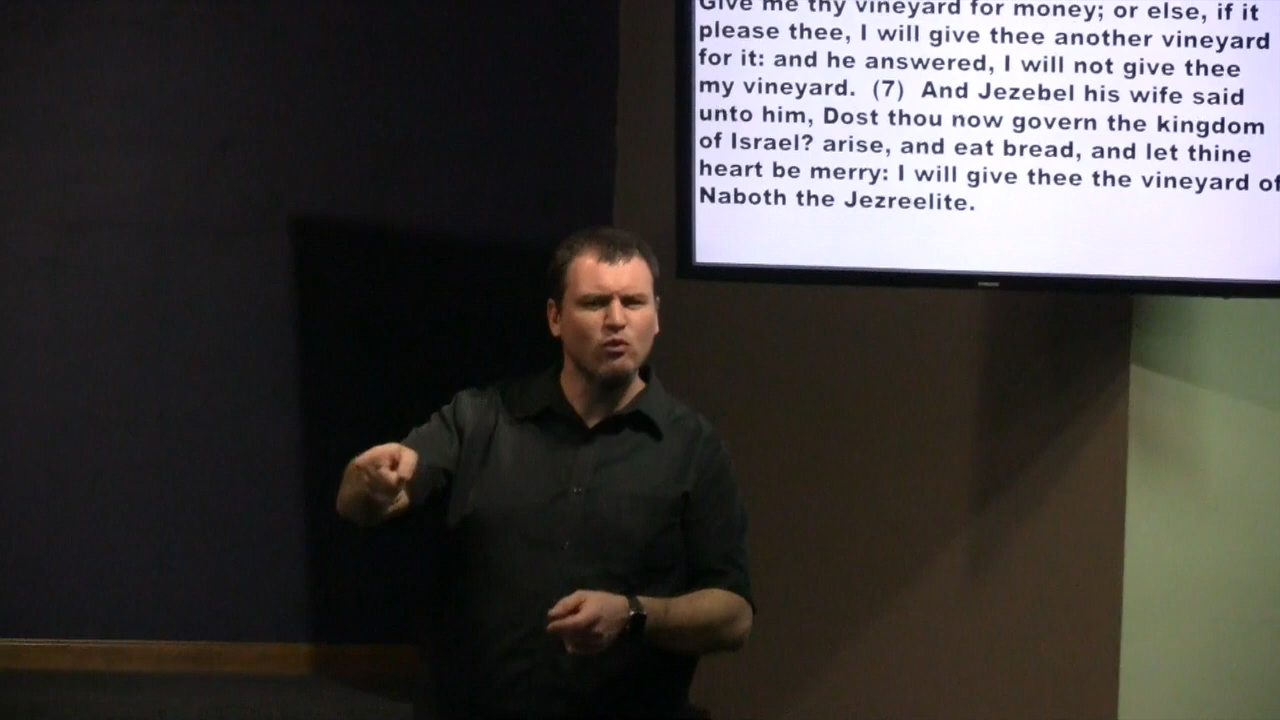 Give me thy vineyard for money; or else, if it
please thee, I will give thee another vineyard
for it: and he answered, I will not give thee
my vineyard. (7) And Jezebel his wife said
unto him, Dost thou now govern the kingdom
of Israel? arise, and eat bread, and let thine
heart be merry: I will give thee the vineyard of
Naboth the Jezreelite.
SAMSUNG